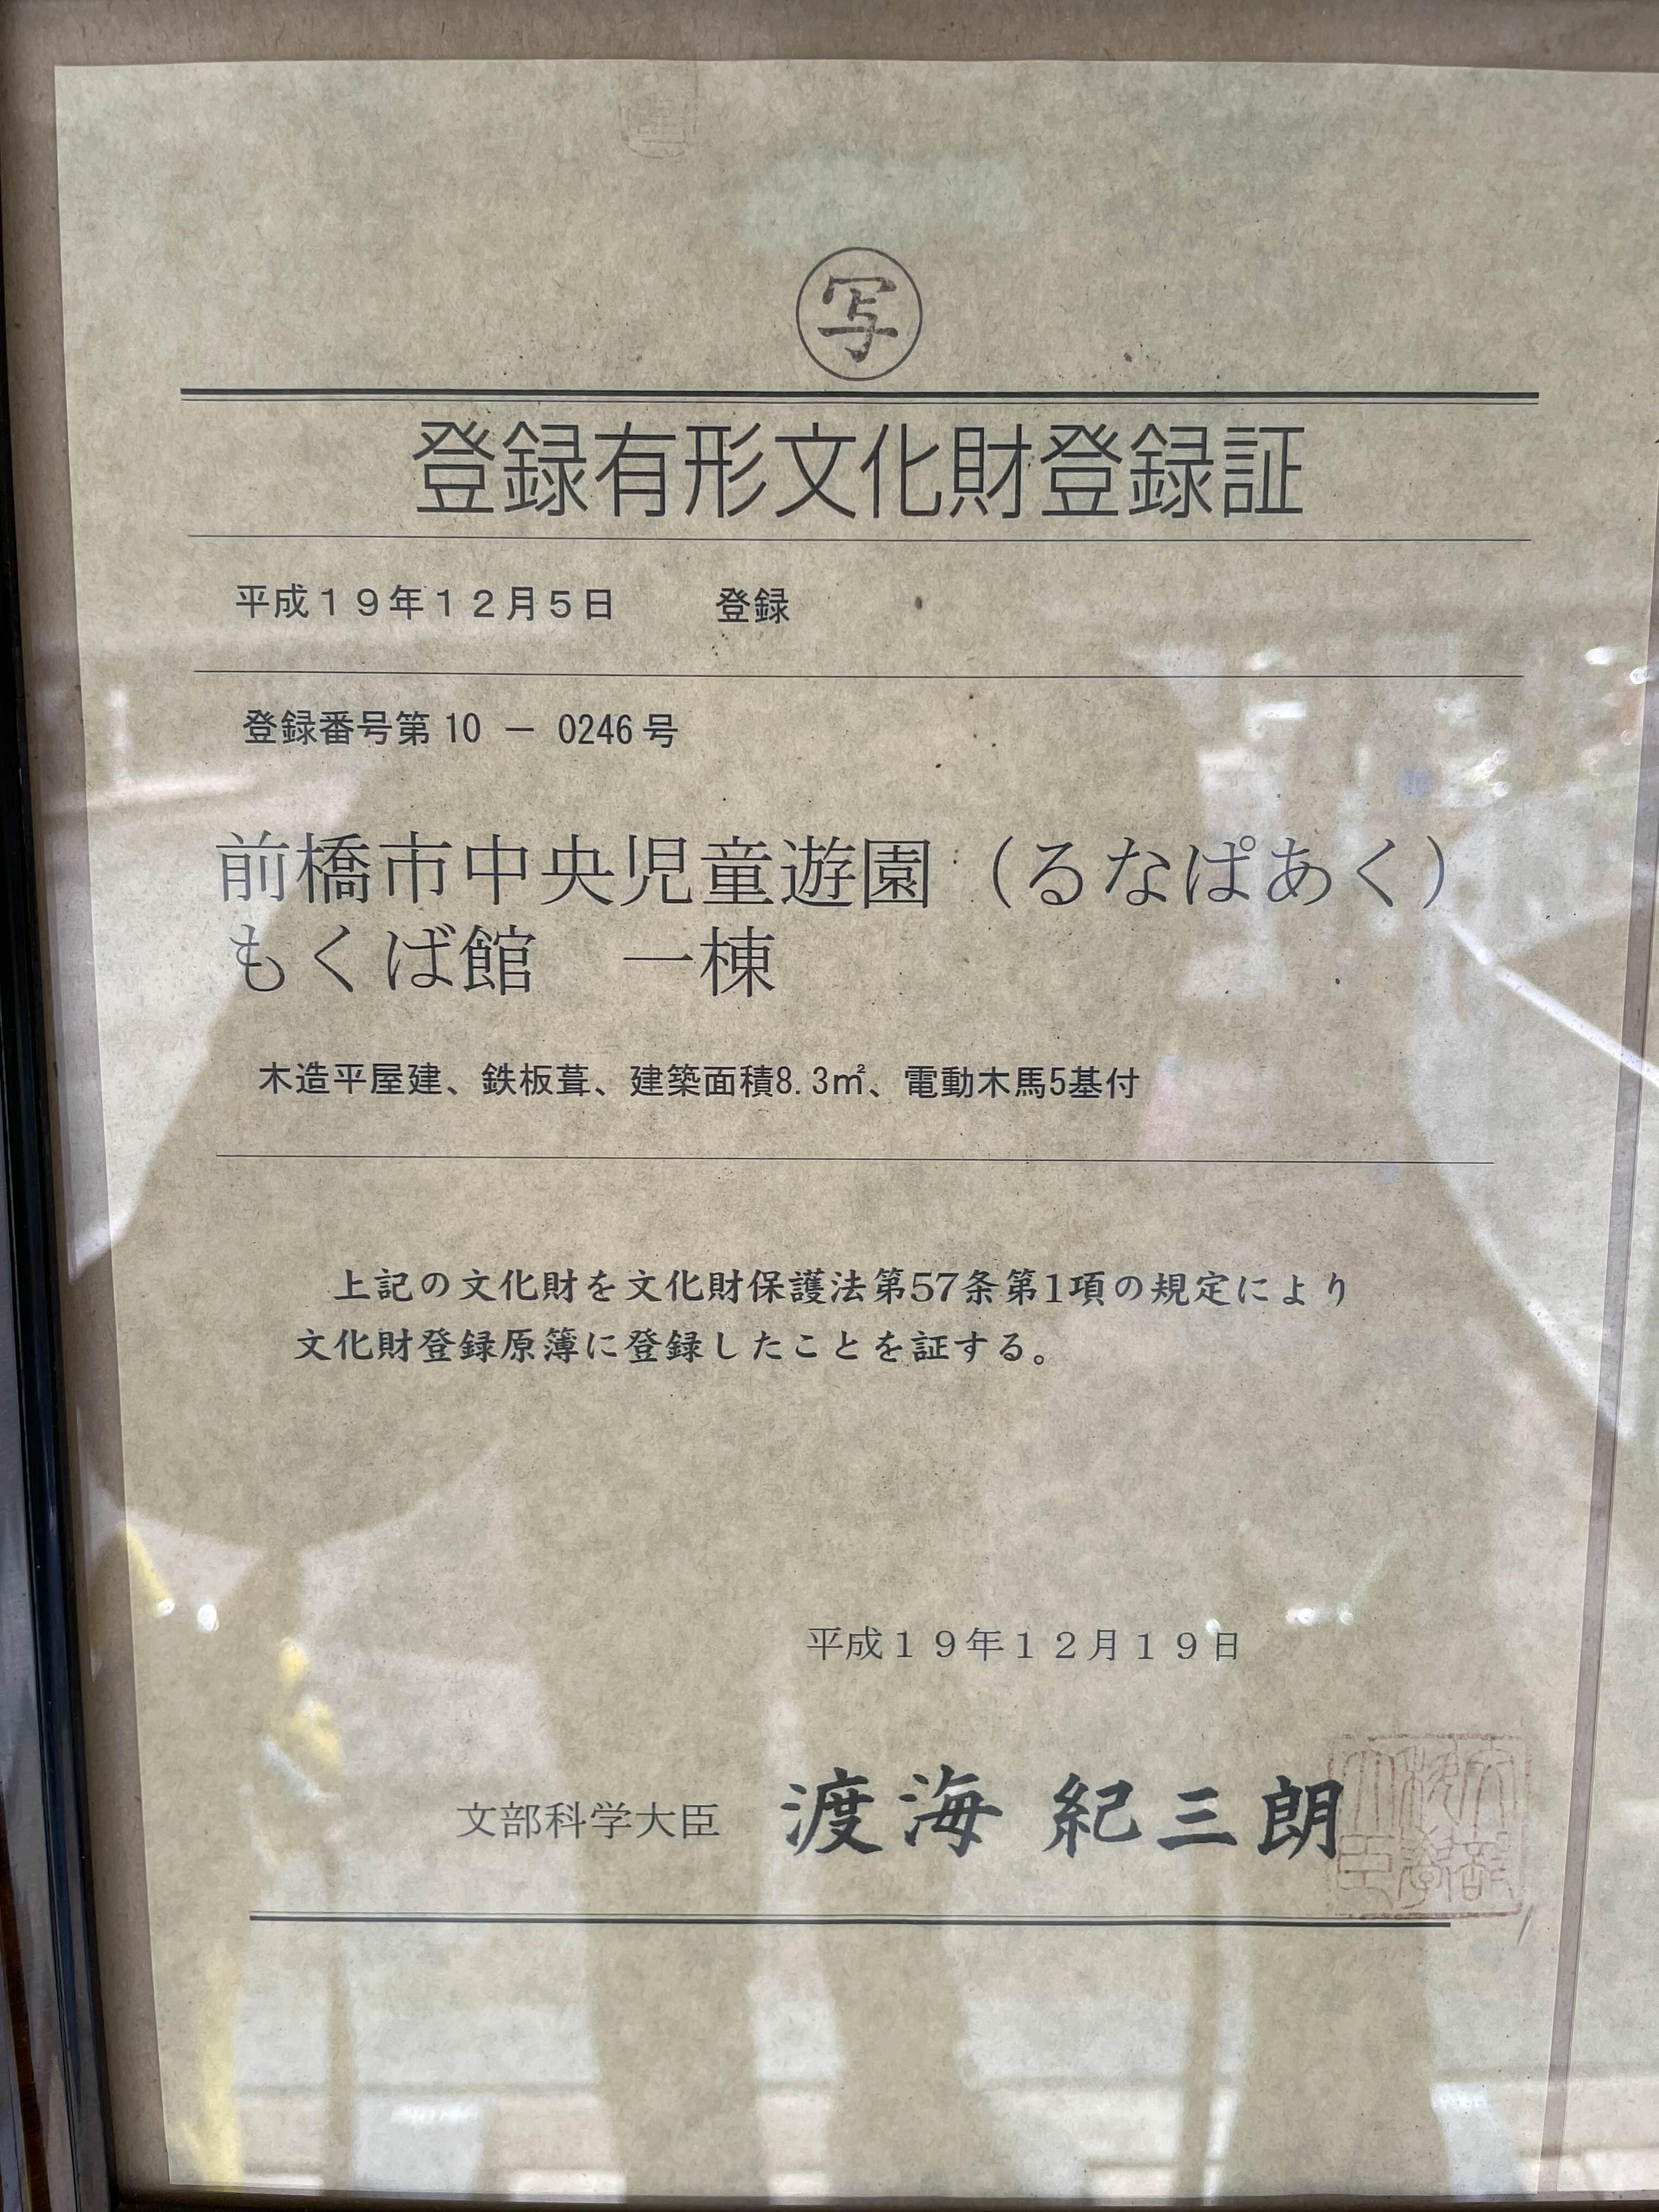 写
登録有形文化財登録証
平成１９年１２月５日　　登録
登録番号第 10 － 0246 号
前橋市中央児童遊園（るなぱあく）
もくば館　一棟
木造平屋建、鉄板葺、建築面積8.3㎡、電動木馬5基付
上記の文化財を文化財保護法第57条第1項の規定により
文化財登録原簿に登録したことを証する。
平成１９年１２月１９日
文部科学大臣　渡海 紀三朗